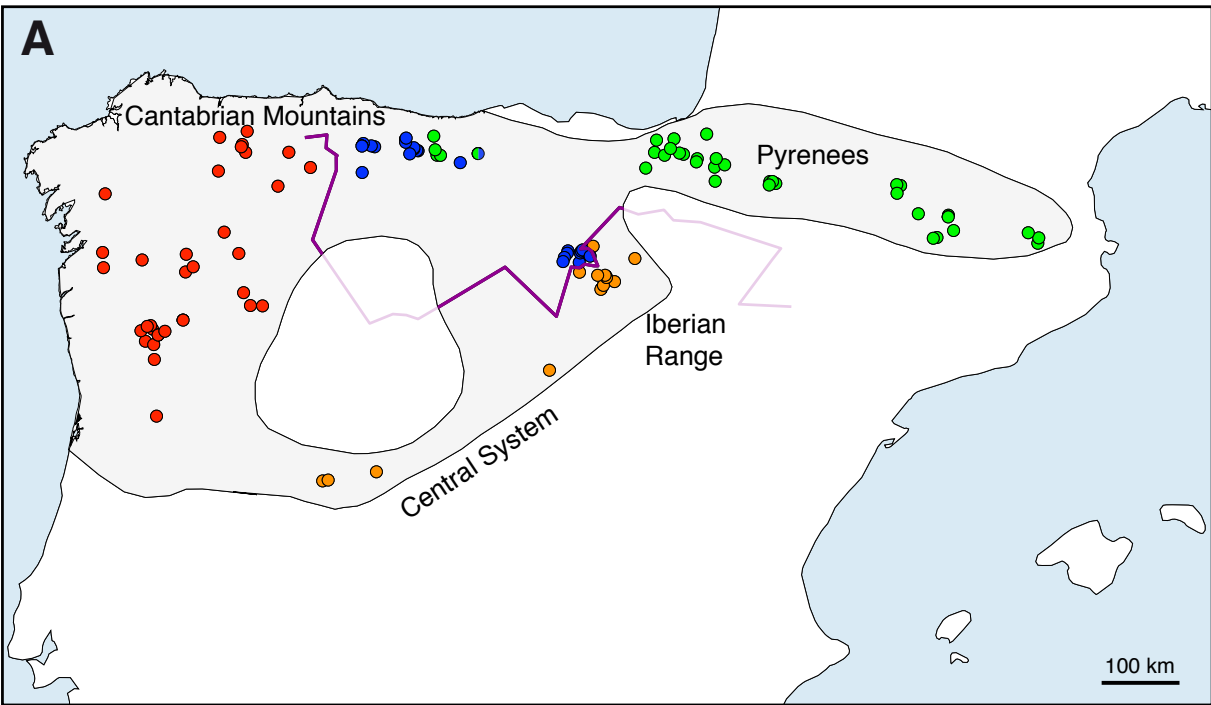 A
Cantabrian Mountains
Pyrenees
Iberian
Range
Central System
100 km